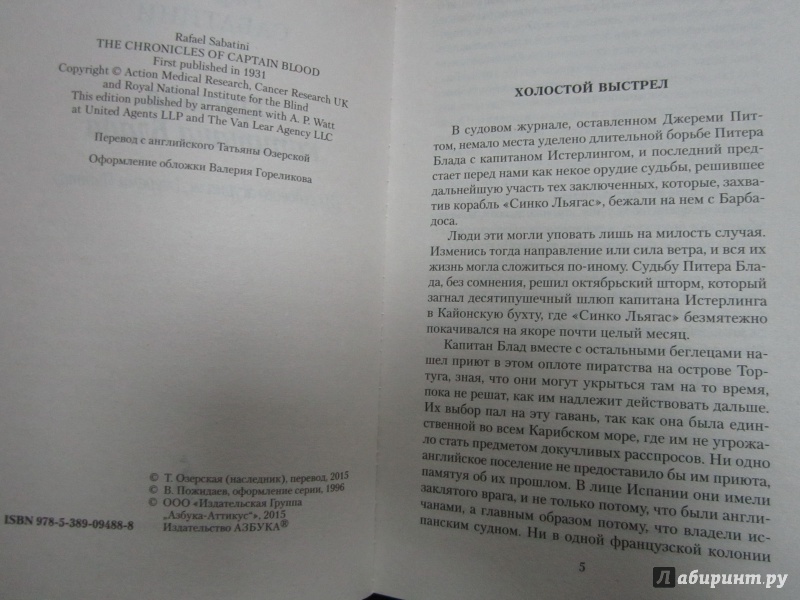 Rafael Sabatini
THE CHRONICLES OF CAPTAIN BLOOD
First published in 1931
Copyright © Action Medical Research, Cancer Research UK
and Royal National Institute for the Blind
This edition published by arrangement with A. P. Watt
at United Agents LLP and The Van Lear Agency LLC
Перевод с английского Татьяны Озерской
Оформление обложки Валерия Гореликова
© Т. Озерская (наследник), перевод, 2015
© В. Пожидаев, оформление серии, 1996
© ООО «Издательская Группа
„Азбука-Аттикус“», 2015
Издательство АЗБУКА®
ISBN 978-5-389-09488-8
ХОЛОСТОЙ ВЫСТРЕЛ
В судовом журнале, оставленном Джереми Пит-
том, немало места уделено длительной борьбе Питера
Блада с капитаном Истерлингом, и последний пред-
стает перед нами как некое орудие судьбы, решившее
дальнейшую участь тех заключенных, которые, захва-
тив корабль «Синко Льягас», бежали на нем с Барба-
доса.
Люди эти могли уповать лишь на милость случая.
Изменись тогда направление или сила ветра, и вся их
жизнь могла сложиться по-иному. Судьбу Питера Бла-
да, без сомнения, решил октябрьский шторм, который
загнал десятипушечный шлюп капитана Истерлинга
в Кайонскую бухту, где «Синко Льягас» безмятежно
покачивался на якоре почти целый месяц.
Капитан Блад вместе с остальными беглецами на-
шел приют в этом оплоте пиратства на острове Тор-
туга, зная, что они могут укрыться там на то время,
пока не решат, как им надлежит действовать дальше.
Их выбор пал на эту гавань, так как она была един-
ственной во всем Карибском море, где им не угрожа-
ло стать предметом докучливых расспросов. Ни одно
английское поселение не предоставило бы им приюта,
памятуя об их прошлом. В лице Испании они имели
заклятого врага, и не только потому, что были англи-
чанами, а главным образом потому, что владели ис-
панским судном. Ни в одной французской колонии
5
Лабиринт.ру